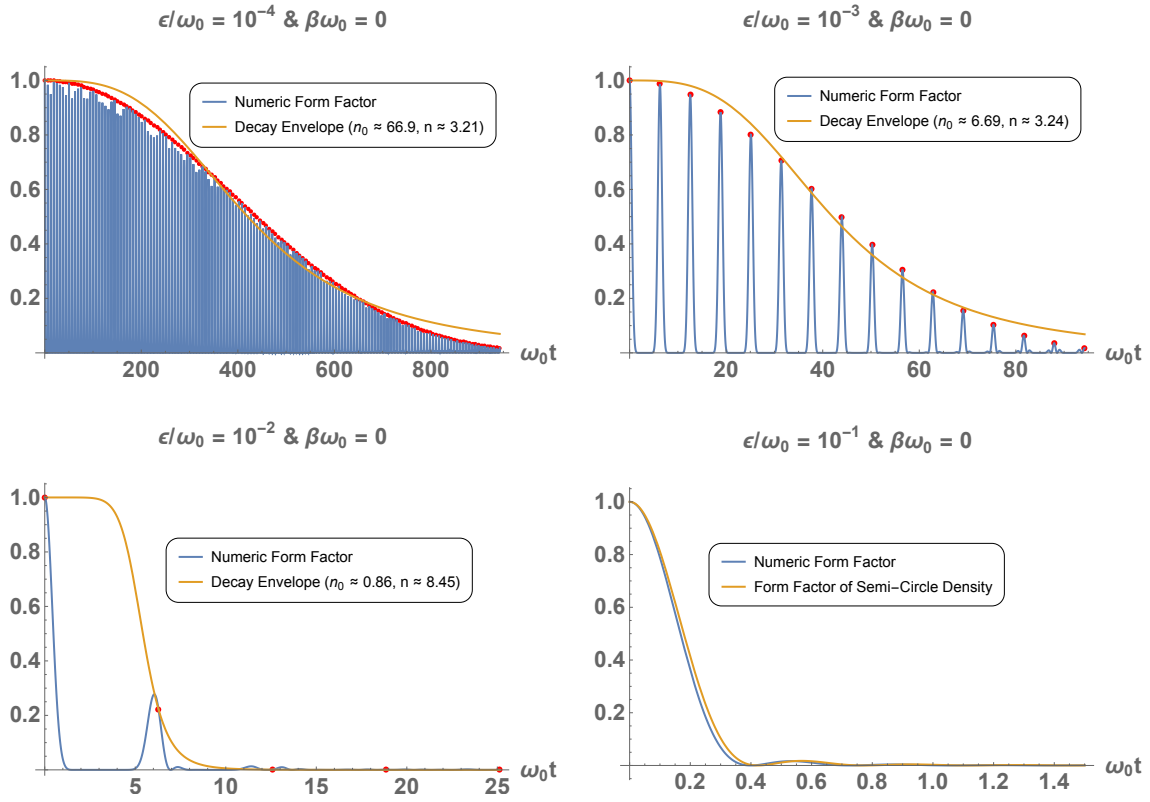 ϵ/ω₀ = 10⁻⁴ & βω₀ = 0
1.0
0.8
0.6
0.4
0.2
200
400
600
800
ω₀t
Numeric Form Factor
Decay Envelope (n₀ ≈ 66.9, n ≈ 3.21)
ϵ/ω₀ = 10⁻³ & βω₀ = 0
1.0
0.8
0.6
0.4
0.2
20
40
60
80
ω₀t
Numeric Form Factor
Decay Envelope (n₀ ≈ 6.69, n ≈ 3.24)
ϵ/ω₀ = 10⁻² & βω₀ = 0
1.0
0.8
0.6
0.4
0.2
5
10
15
20
25
ω₀t
Numeric Form Factor
Decay Envelope (n₀ ≈ 0.86, n ≈ 8.45)
ϵ/ω₀ = 10⁻¹ & βω₀ = 0
1.0
0.8
0.6
0.4
0.2
0.2
0.4
0.6
0.8
1.0
1.2
1.4
ω₀t
Numeric Form Factor
Form Factor of Semi−Circle Density